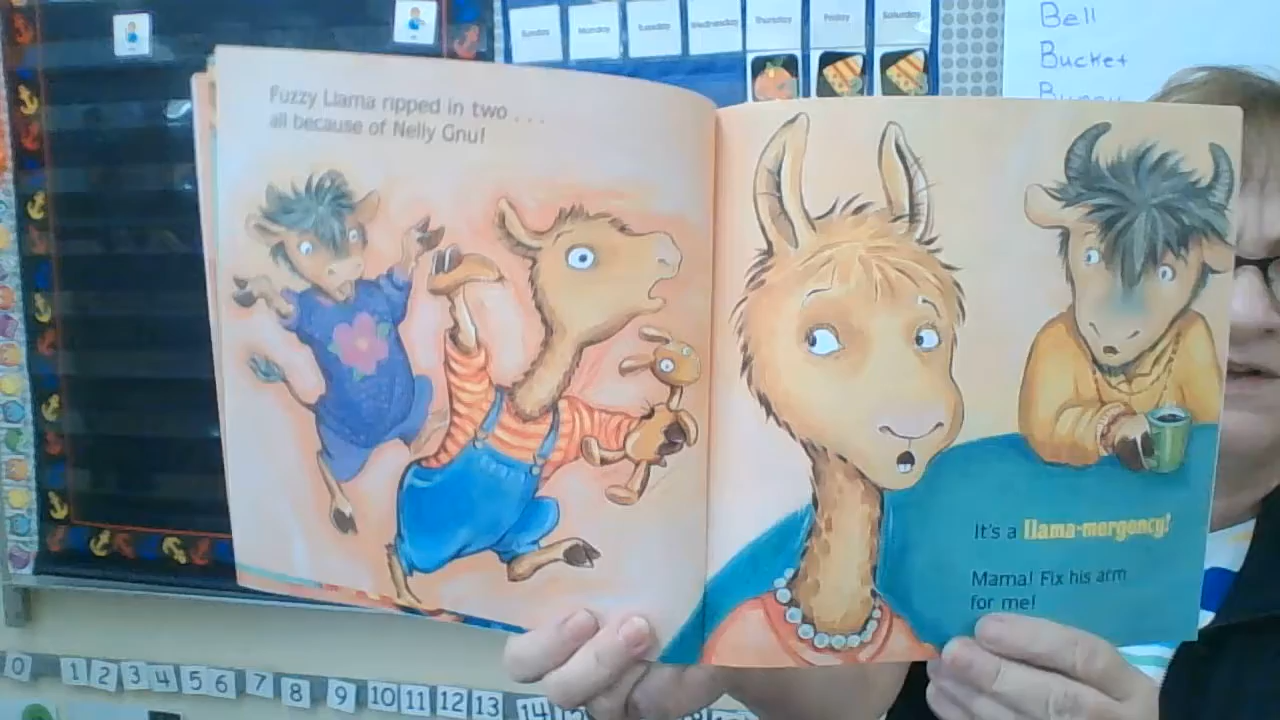 Sunday Monday Tuesday Wednesday Thursday Friday Saturday
Bell
Bucket
Fuzzy Llama ripped in two . . .
all because of Nelly Gnu!
It's a llama-mergency!
Mama! Fix his arm
for me!
0 1 2 3 4 5 6 7 8 9 10 11 12 13 14